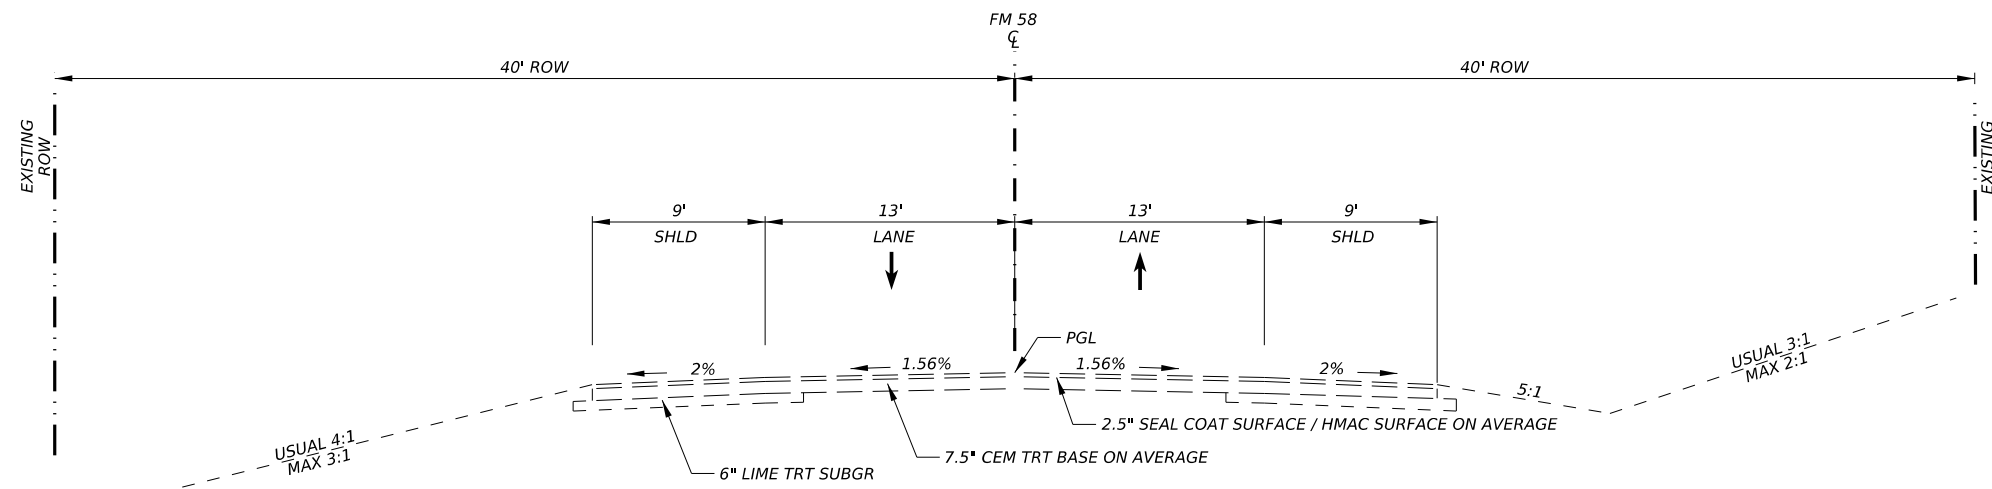 FM 58
℄
40' ROW
40' ROW
EXISTING
ROW
EXISTING
9'
13'
13'
9'
SHLD
LANE
LANE
SHLD
PGL
2%
1.56%
1.56%
2%
5:1
USUAL 3:1
MAX 2:1
USUAL 4:1
MAX 3:1
2.5" SEAL COAT SURFACE / HMAC SURFACE ON AVERAGE
7.5" CEM TRT BASE ON AVERAGE
6" LIME TRT SUBGR